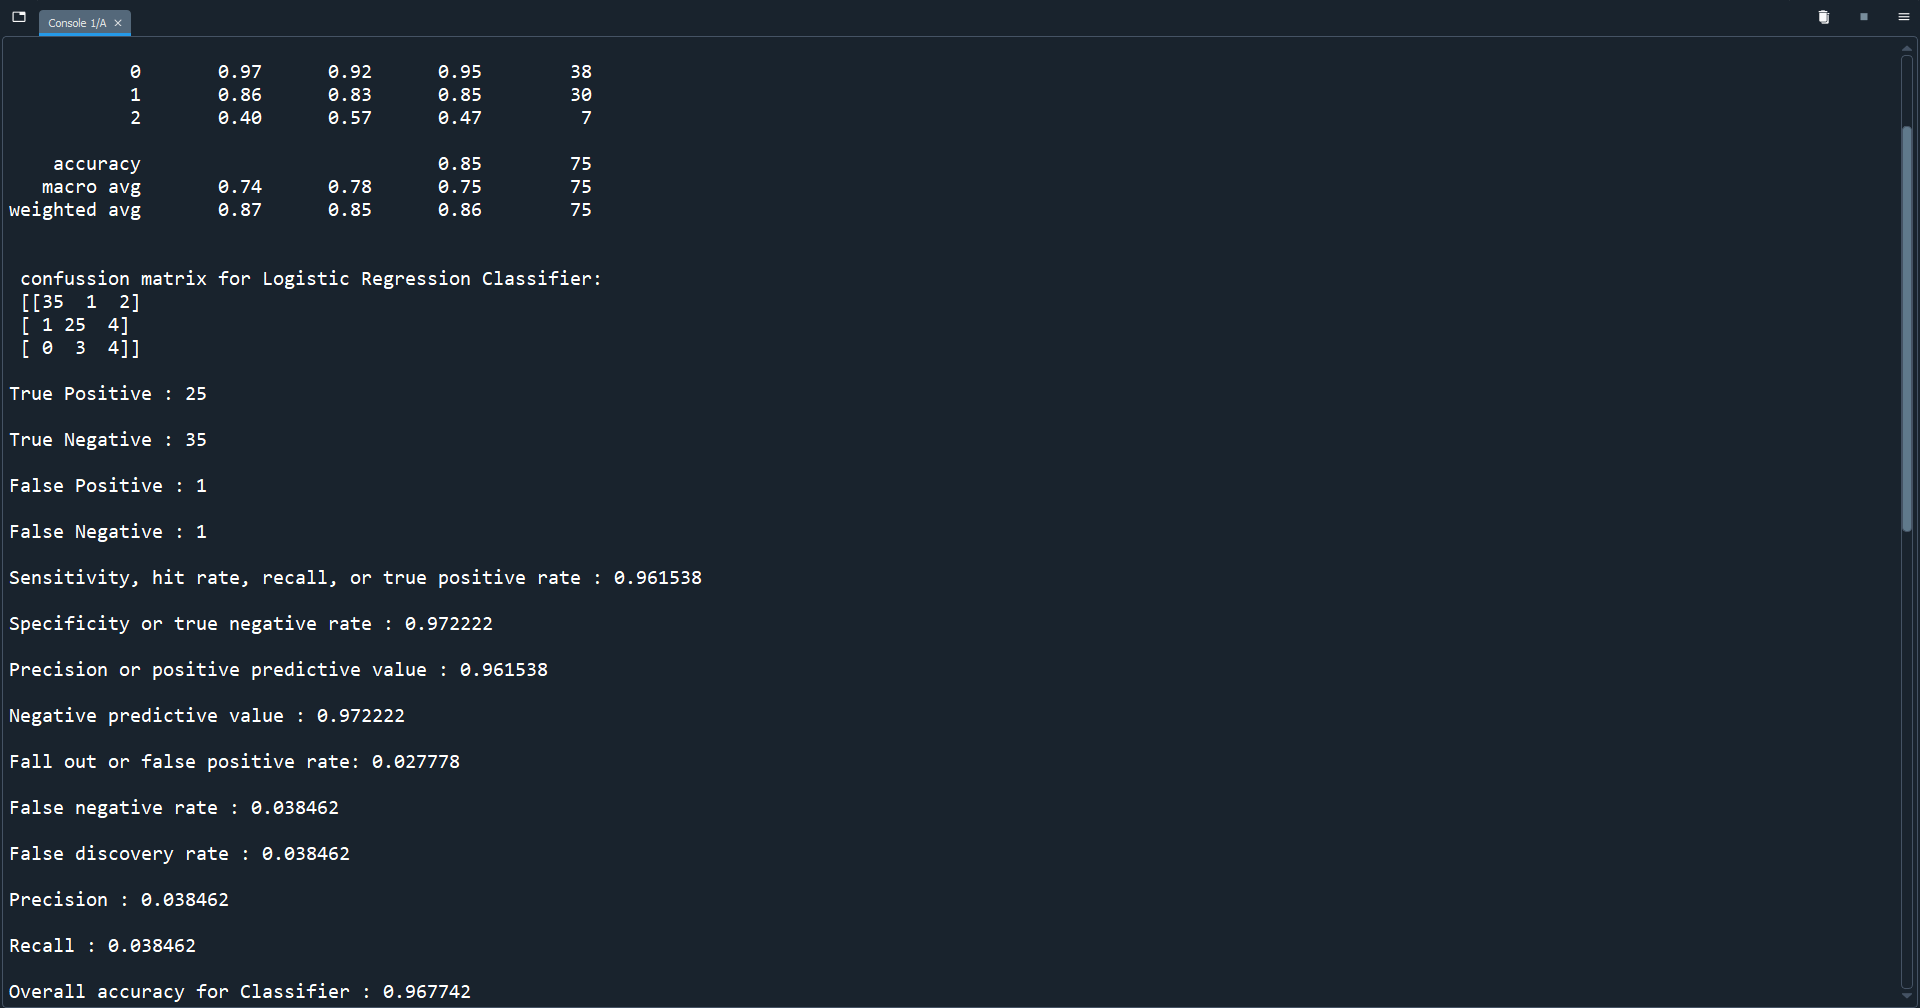 Console 1/A
0 0.97 0.92 0.95 38
1 0.86 0.83 0.85 30
2 0.40 0.57 0.47 7
accuracy 0.85 75
macro avg 0.74 0.78 0.75 75
weighted avg 0.87 0.85 0.86 75
confussion matrix for Logistic Regression Classifier:
[[35 1 2]
[ 1 25 4]
[ 0 3 4]]
True Positive : 25
True Negative : 35
False Positive : 1
False Negative : 1
Sensitivity, hit rate, recall, or true positive rate : 0.961538
Specificity or true negative rate : 0.972222
Precision or positive predictive value : 0.961538
Negative predictive value : 0.972222
Fall out or false positive rate: 0.027778
False negative rate : 0.038462
False discovery rate : 0.038462
Precision : 0.038462
Recall : 0.038462
Overall accuracy for Classifier : 0.967742